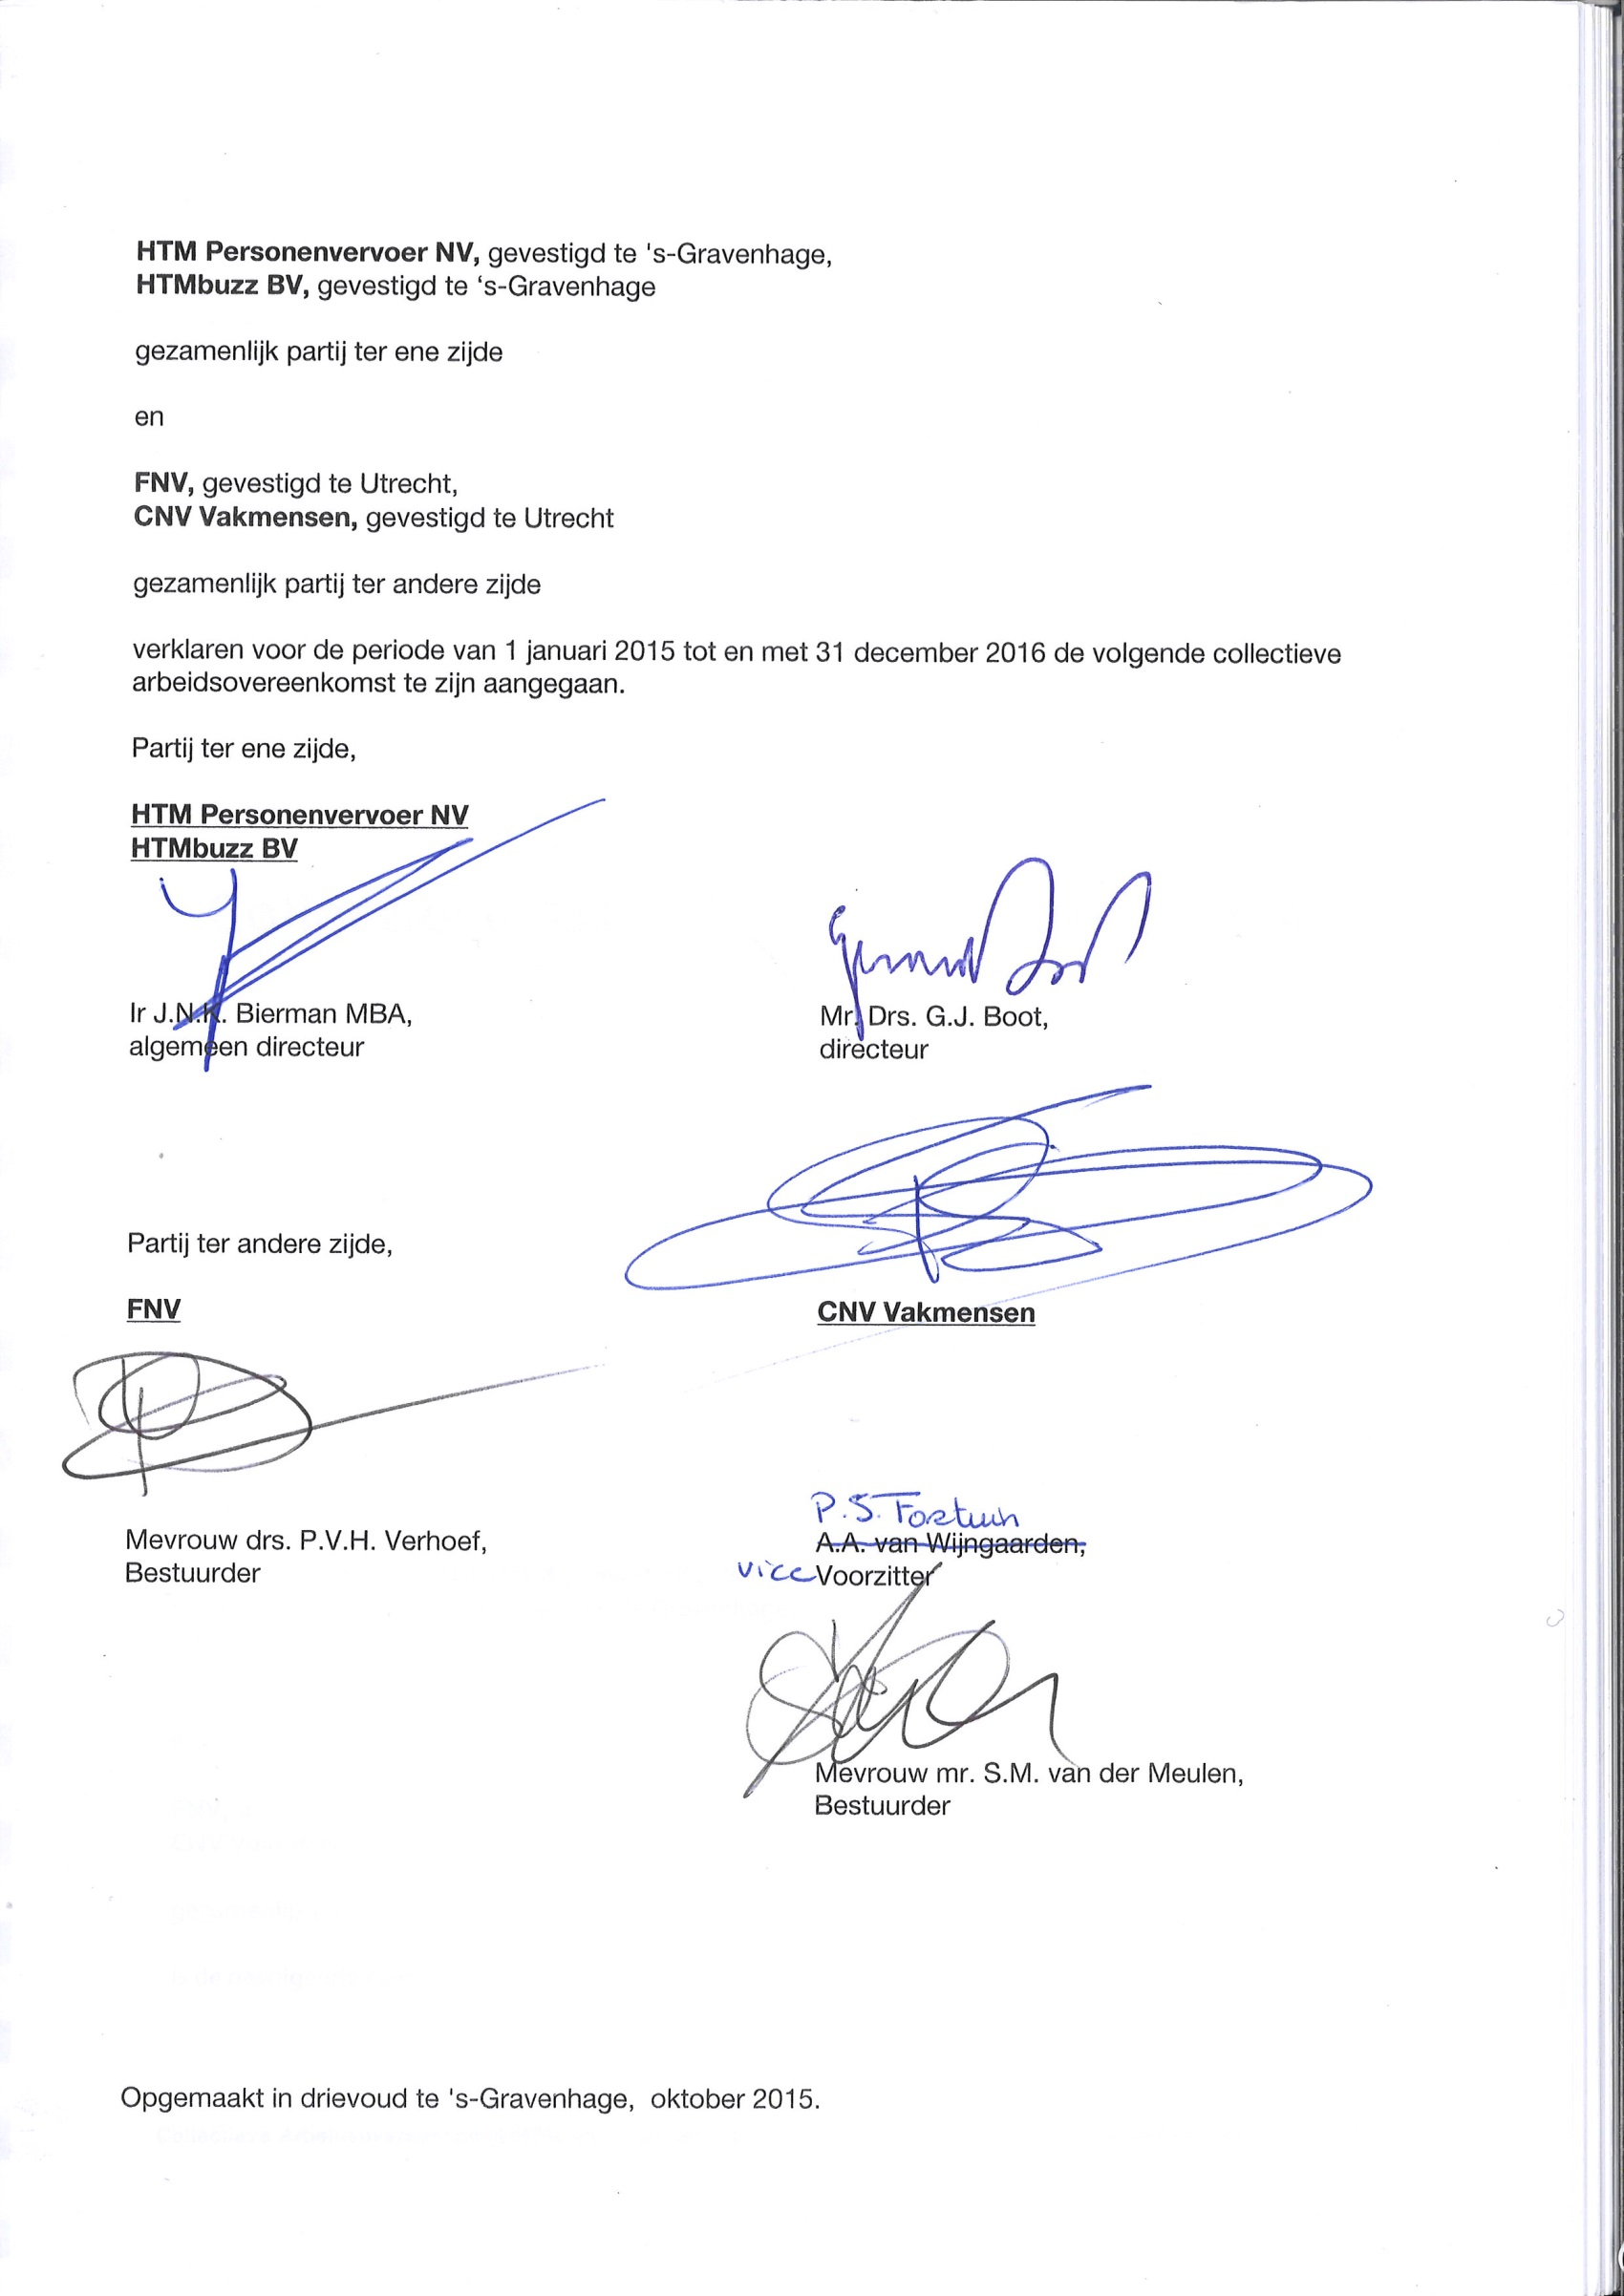 HTM Personenvervoer NV, gevestigd te 's-Gravenhage,
HTMbuzz BV, gevestigd te ‘s-Gravenhage
gezamenlijk partij ter ene zijde
en
FNV, gevestigd te Utrecht,
CNV Vakmensen, gevestigd te Utrecht
gezamenlijk partij ter andere zijde
verklaren voor de periode van 1 januari 2015 tot en met 31 december 2016 de volgende collectieve
arbeidsovereenkomst te zijn aangegaan.
Partij ter ene zijde,
HTM Personenvervoer NV
HTMbuzz BV
Ir J.N.K. Bierman MBA,
algemeen directeur
Mr. Drs. G.J. Boot,
directeur
Partij ter andere zijde,
FNV
CNV Vakmensen
Mevrouw drs. P.V.H. Verhoef,
Bestuurder
P.S. Fortuin
A.A. van Wijngaarden,
vice Voorzitter
Mevrouw mr. S.M. van der Meulen,
Bestuurder
Opgemaakt in drievoud te 's-Gravenhage, oktober 2015.